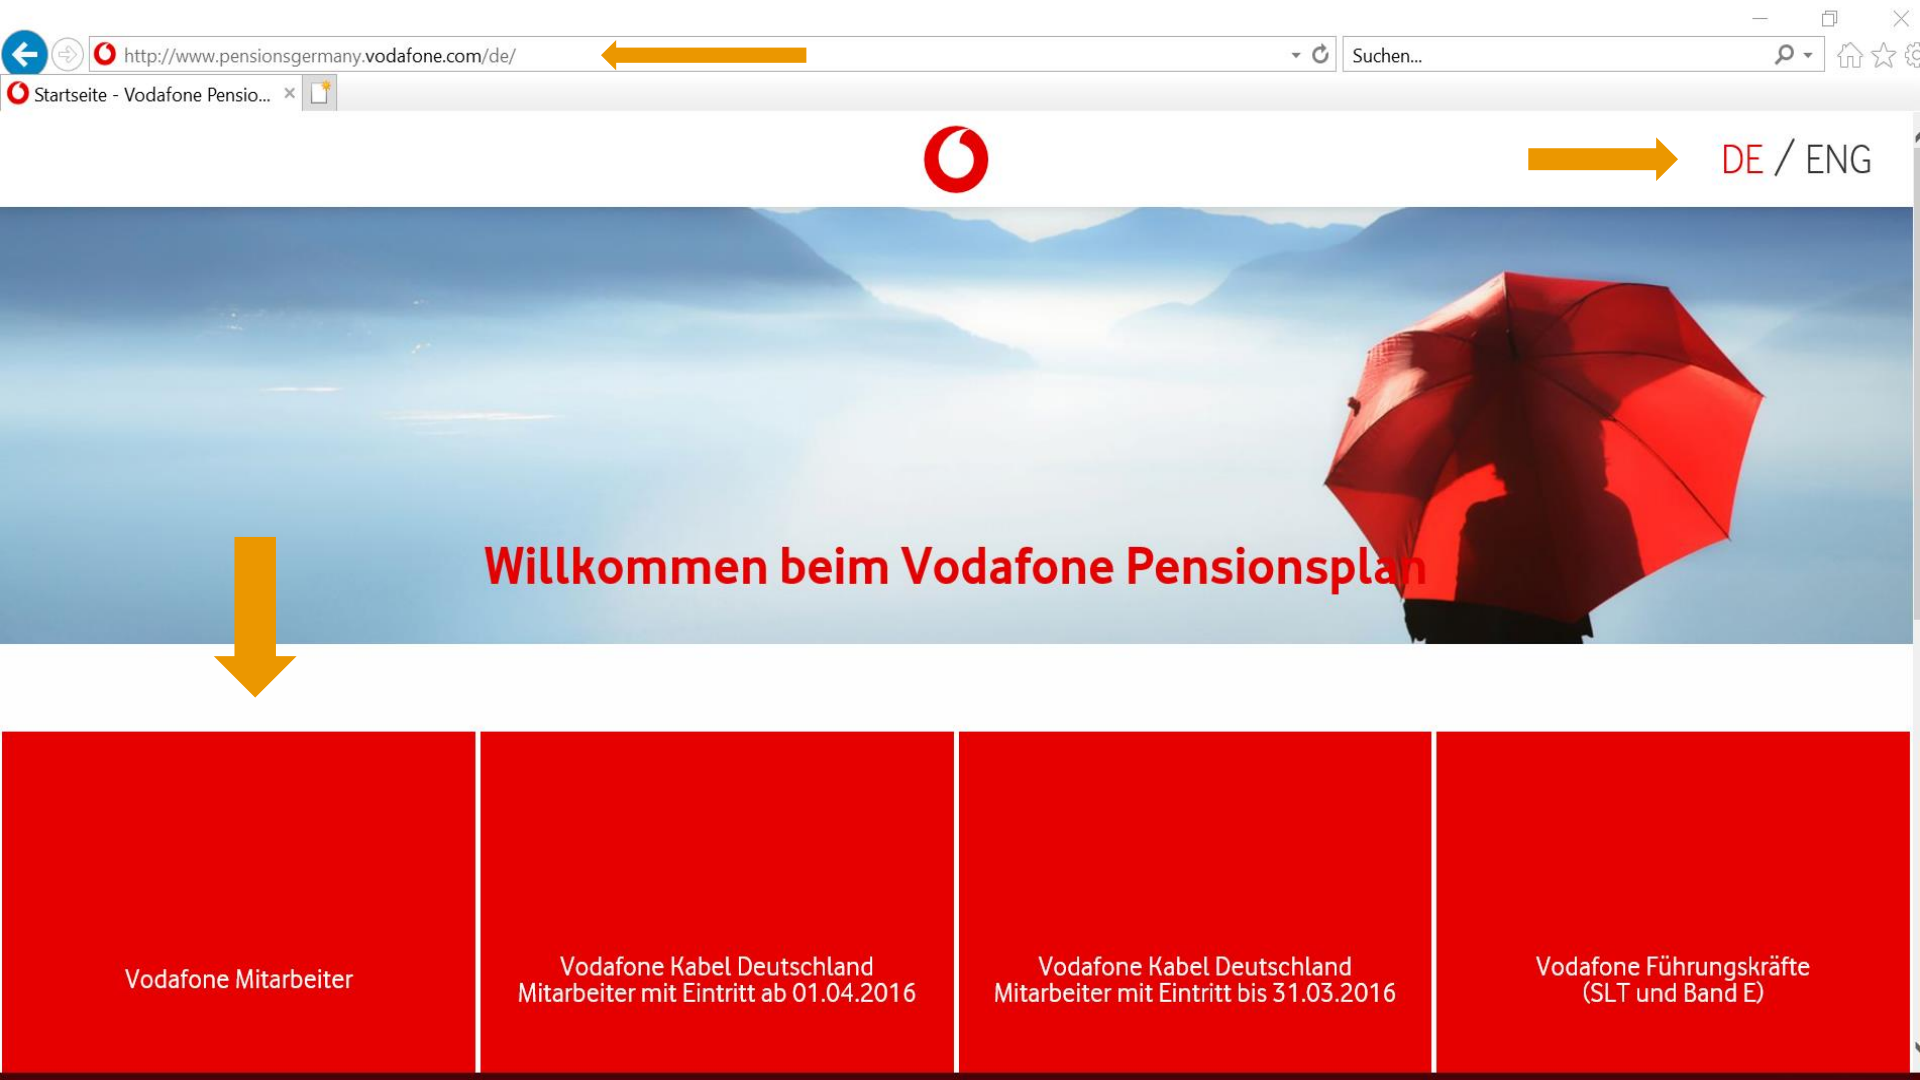 http://www.pensionsgermany.vodafone.com/de/
Suchen...
Startseite - Vodafone Pensio...
DE / ENG
Willkommen beim Vodafone Pensionsplan
Vodafone Mitarbeiter
Vodafone Kabel Deutschland
Mitarbeiter mit Eintritt ab 01.04.2016
Vodafone Kabel Deutschland
Mitarbeiter mit Eintritt bis 31.03.2016
Vodafone Führungskräfte
(SLT und Band E)